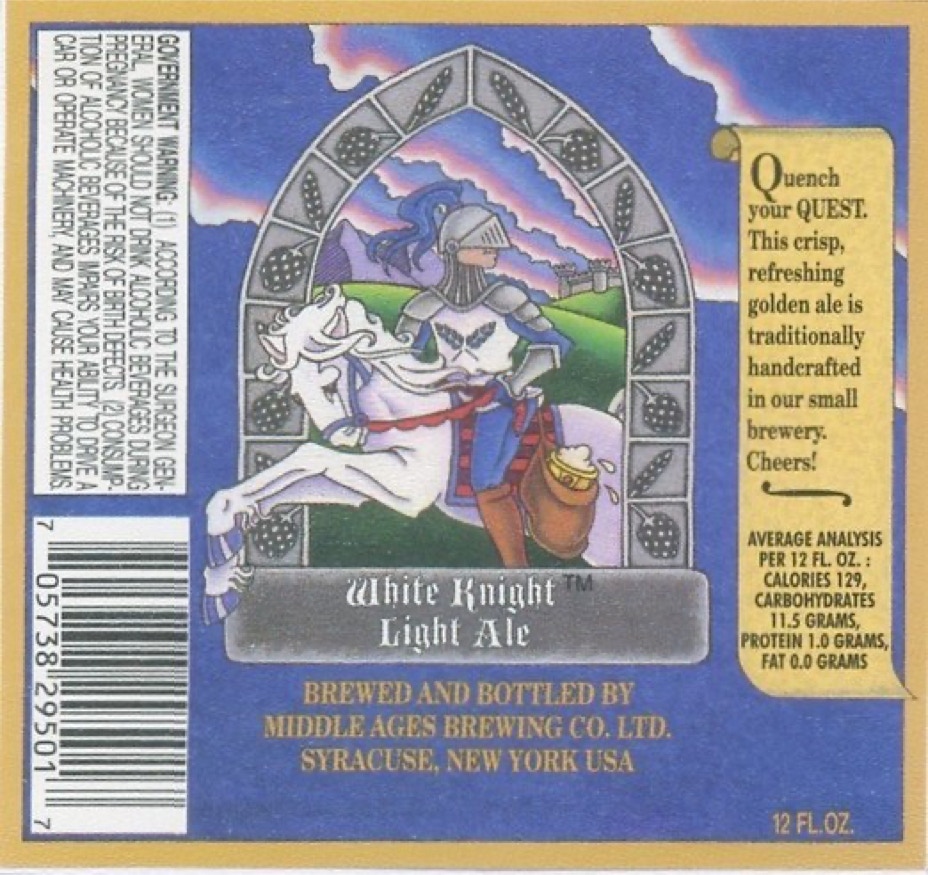 GOVERNMENT WARNING: (1) ACCORDING TO THE SURGEON GEN-
ERAL, WOMEN SHOULD NOT DRINK ALCOHOLIC BEVERAGES DURING
PREGNANCY BECAUSE OF THE RISK OF BIRTH DEFECTS. (2) CONSUMP-
TION OF ALCOHOLIC BEVERAGES IMPAIRS YOUR ABILITY TO DRIVE A
CAR OR OPERATE MACHINERY, AND MAY CAUSE HEALTH PROBLEMS.
7 05738 29501 7
White Knight™
Light Ale
BREWED AND BOTTLED BY
MIDDLE AGES BREWING CO. LTD.
SYRACUSE, NEW YORK USA
Quench
your QUEST.
This crisp,
refreshing
golden ale is
traditionally
handcrafted
in our small
brewery.
Cheers!
AVERAGE ANALYSIS
PER 12 FL. OZ. :
CALORIES 129,
CARBOHYDRATES
11.5 GRAMS,
PROTEIN 1.0 GRAMS,
FAT 0.0 GRAMS
12 FL.OZ.